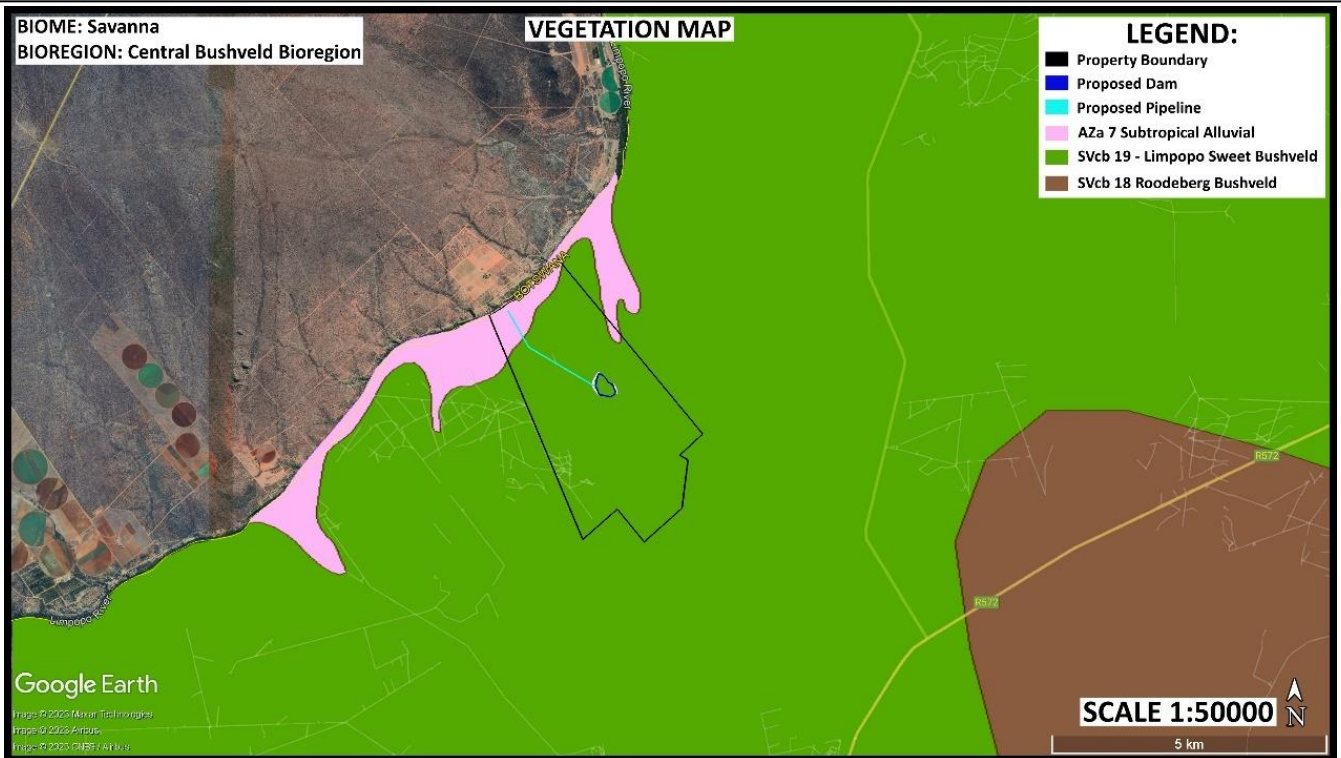 BIOME: Savanna
BIOREGION: Central Bushveld Bioregion
VEGETATION MAP
LEGEND:
Property Boundary
Proposed Dam
Proposed Pipeline
AZa 7 Subtropical Alluvial
SVcb 19 - Limpopo Sweet Bushveld
SVcb 18 Roodeberg Bushveld
Limpopo River
BOTSWANA
R572
R572
Limpopo River
Google Earth
Image © 2023 Maxar Technologies
Image © 2023 Airbus
Image © 2023 CNES / Airbus
SCALE 1:50000
N
5 km